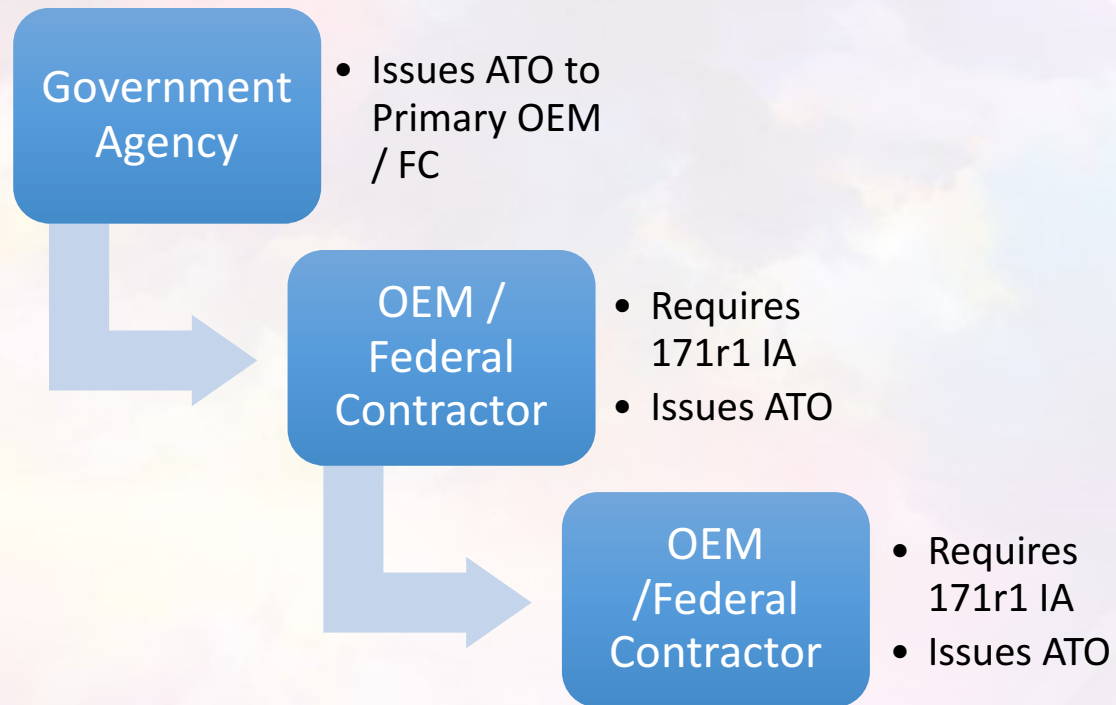 Government
Agency
• Issues ATO to
Primary OEM
/ FC
OEM /
Federal
Contractor
• Requires
171r1 IA
• Issues ATO
OEM
/Federal
Contractor
• Requires
171r1 IA
• Issues ATO